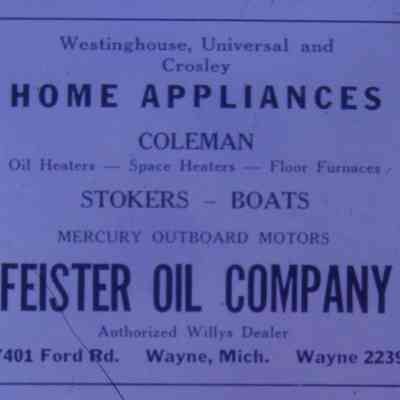 Westinghouse, Universal and
Crosley
HOME APPLIANCES
COLEMAN
Oil Heaters — Space Heaters — Floor Furnaces
STOKERS – BOATS
MERCURY OUTBOARD MOTORS
FEISTER OIL COMPANY
Authorized Willys Dealer
7401 Ford Rd. Wayne, Mich. Wayne 2239